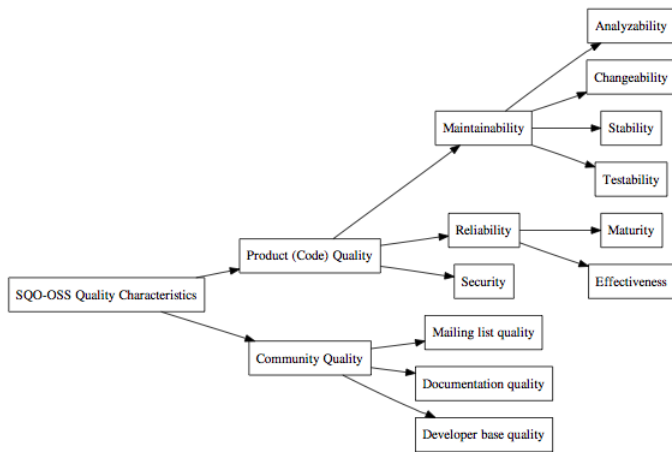 Analyzability
Changeability
Maintainability
Stability
Testability
Reliability
Maturity
Product (Code) Quality
Security
Effectiveness
SQO-OSS Quality Characteristics
Mailing list quality
Community Quality
Documentation quality
Developer base quality